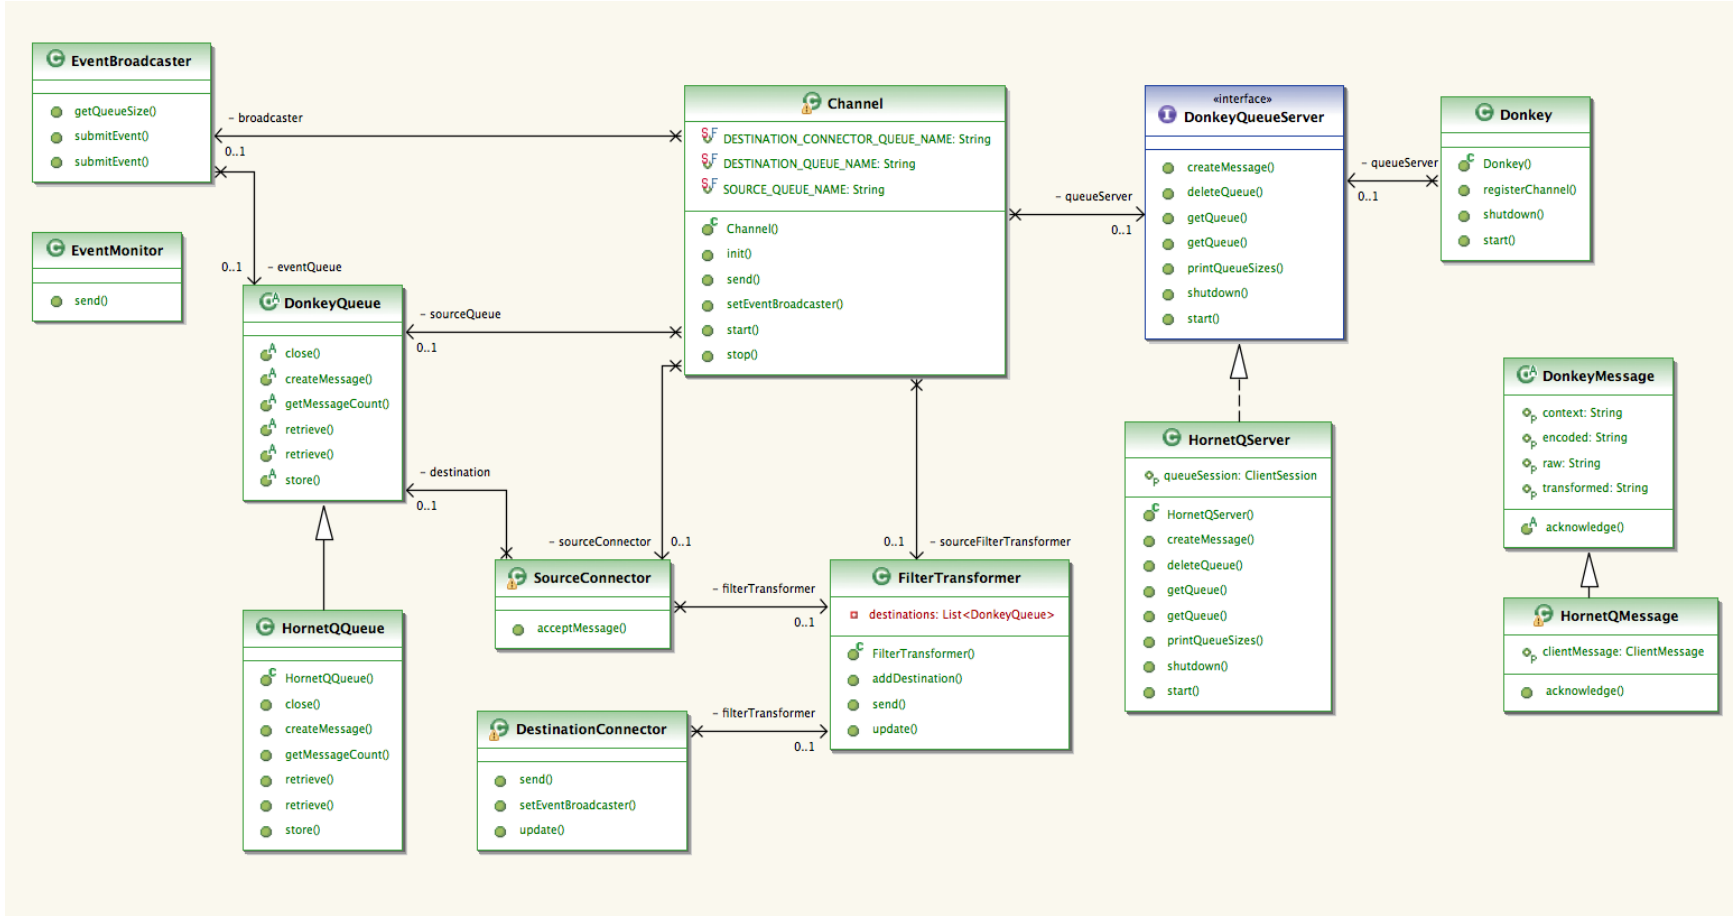 EventBroadcaster
getQueueSize()
submitEvent()
submitEvent()
– broadcaster
0..1
EventMonitor
send()
0..1
– eventQueue
DonkeyQueue
close()
createMessage()
getMessageCount()
retrieve()
retrieve()
store()
– sourceQueue
0..1
– destination
0..1
HornetQQueue
HornetQQueue()
close()
createMessage()
getMessageCount()
retrieve()
retrieve()
store()
Channel
DESTINATION_CONNECTOR_QUEUE_NAME: String
DESTINATION_QUEUE_NAME: String
SOURCE_QUEUE_NAME: String
Channel()
init()
send()
setEventBroadcaster()
start()
stop()
– sourceConnector
0..1
SourceConnector
acceptMessage()
– filterTransformer
0..1
0..1
– sourceFilterTransformer
FilterTransformer
destinations: List<DonkeyQueue>
FilterTransformer()
addDestination()
send()
update()
DestinationConnector
send()
setEventBroadcaster()
update()
– filterTransformer
0..1
– queueServer
0..1
«interface»
DonkeyQueueServer
createMessage()
deleteQueue()
getQueue()
getQueue()
printQueueSizes()
shutdown()
start()
– queueServer
0..1
Donkey
Donkey()
registerChannel()
shutdown()
start()
HornetQServer
queueSession: ClientSession
HornetQServer()
createMessage()
deleteQueue()
getQueue()
getQueue()
printQueueSizes()
shutdown()
start()
DonkeyMessage
context: String
encoded: String
raw: String
transformed: String
acknowledge()
HornetQMessage
clientMessage: ClientMessage
acknowledge()